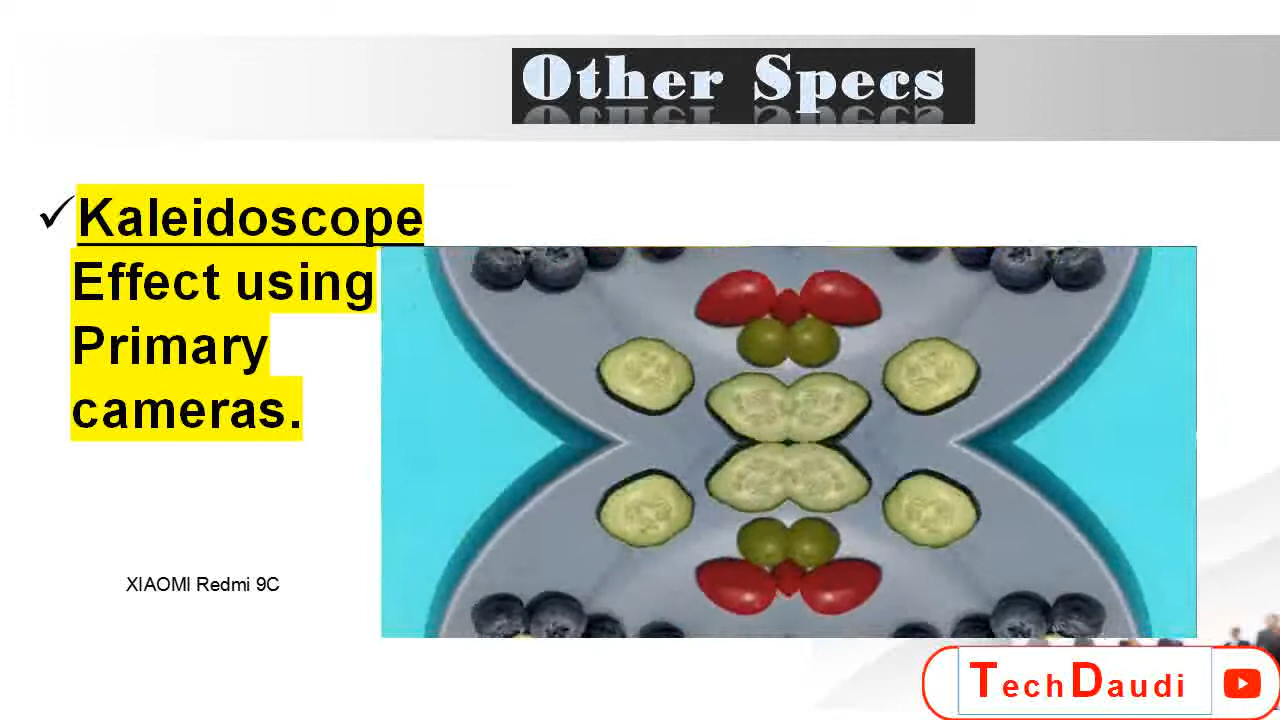 Other Specs
✓Kaleidoscope
Effect using
Primary
cameras.
XIAOMI Redmi 9C
TechDaudi